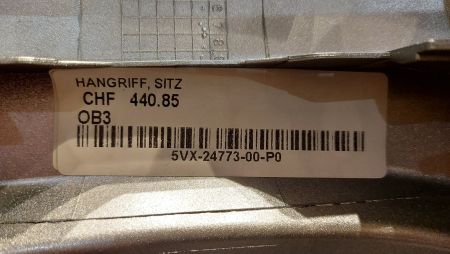 HANGRIFF, SITZ
CHF 440.85
OB3
5VX-24773-00-P0